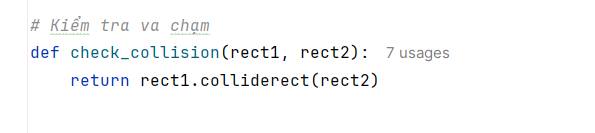 # Kiểm tra va chạm
def check_collision(rect1, rect2): 7 usages
    return rect1.colliderect(rect2)